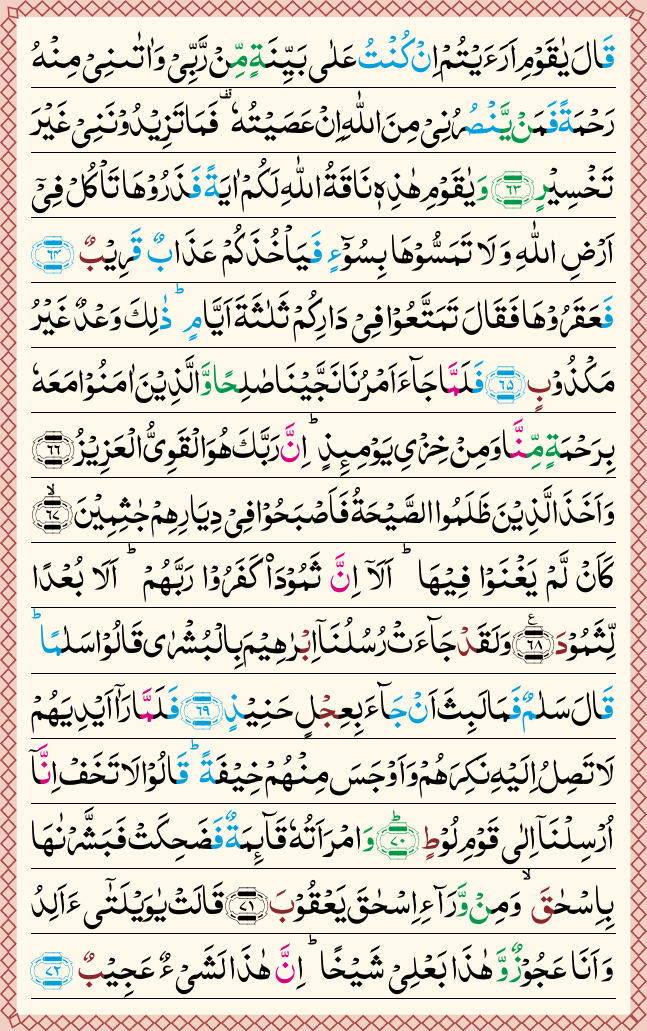 قَالَ يٰقَوْمِ اَرَءَيْتُمْ اِنْ كُنْتُ عَلٰى بَيِّنَةٍ مِّنْ رَّبِّىْ وَاٰتٰىنِىْ مِنْهُ
رَحْمَةً فَمَنْ يَّنْصُرُنِىْ مِنَ اللّٰهِ اِنْ عَصَيْتُهٗ ۗ فَمَا تَزِيْدُوْنَنِىْ غَيْرَ
تَخْسِيْرٍ ﴿٦٣﴾ وَيٰقَوْمِ هٰذِهٖ نَاقَةُ اللّٰهِ لَكُمْ اٰيَةً فَذَرُوْهَا تَاْكُلْ فِىْۤ
اَرْضِ اللّٰهِ وَلَا تَمَسُّوْهَا بِسُوْٓءٍ فَيَاْخُذَكُمْ عَذَابٌ قَرِيْبٌ ﴿٦٤﴾
فَعَقَرُوْهَا فَقَالَ تَمَتَّعُوْا فِىْ دَارِكُمْ ثَلٰثَةَ اَيَّامٍ ؕ ذٰلِكَ وَعْدٌ غَيْرُ
مَكْذُوْبٍ ﴿٦٥﴾ فَلَمَّا جَآءَ اَمْرُنَا نَجَّيْنَا صٰلِحًا وَّالَّذِيْنَ اٰمَنُوْا مَعَهٗ
بِرَحْمَةٍ مِّنَّا وَمِنْ خِزْىِ يَوْمِئِذٍ ؕ اِنَّ رَبَّكَ هُوَ الْقَوِىُّ الْعَزِيْزُ ﴿٦٦﴾
وَاَخَذَ الَّذِيْنَ ظَلَمُوا الصَّيْحَةُ فَاَصْبَحُوْا فِىْ دِيَارِهِمْ جٰثِمِيْنَ ۙ﴿٦٧﴾
كَاَنْ لَّمْ يَغْنَوْا فِيْهَا ؕ اَلَاۤ اِنَّ ثَمُوْدَا۟ كَفَرُوْا رَبَّهُمْ ؕ اَلَا بُعْدًا
لِّثَمُوْدَ ﴿٦٨﴾ ع وَلَقَدْ جَآءَتْ رُسُلُنَاۤ اِبْرٰهِيْمَ بِالْبُشْرٰى قَالُوْا سَلٰمًا ؕ
قَالَ سَلٰمٌ فَمَا لَبِثَ اَنْ جَآءَ بِعِجْلٍ حَنِيْذٍ ﴿٦٩﴾ فَلَمَّا رَاٰۤ اَيْدِيَهُمْ
لَا تَصِلُ اِلَيْهِ نَكِرَهُمْ وَاَوْجَسَ مِنْهُمْ خِيْفَةً ؕ قَالُوْا لَا تَخَفْ اِنَّاۤ
اُرْسِلْنَاۤ اِلٰى قَوْمِ لُوْطٍ ؕ﴿٧٠﴾ وَامْرَاَتُهٗ قَآئِمَةٌ فَضَحِكَتْ فَبَشَّرْنٰهَا
بِاِسْحٰقَ ۙ وَمِنْ وَّرَآءِ اِسْحٰقَ يَعْقُوْبَ ﴿٧١﴾ قَالَتْ يٰوَيْلَتٰٓى ءَاَلِدُ
وَاَنَا عَجُوْزٌ وَّهٰذَا بَعْلِىْ شَيْخًا ؕ اِنَّ هٰذَا لَشَىْءٌ عَجِيْبٌ ﴿٧٢﴾